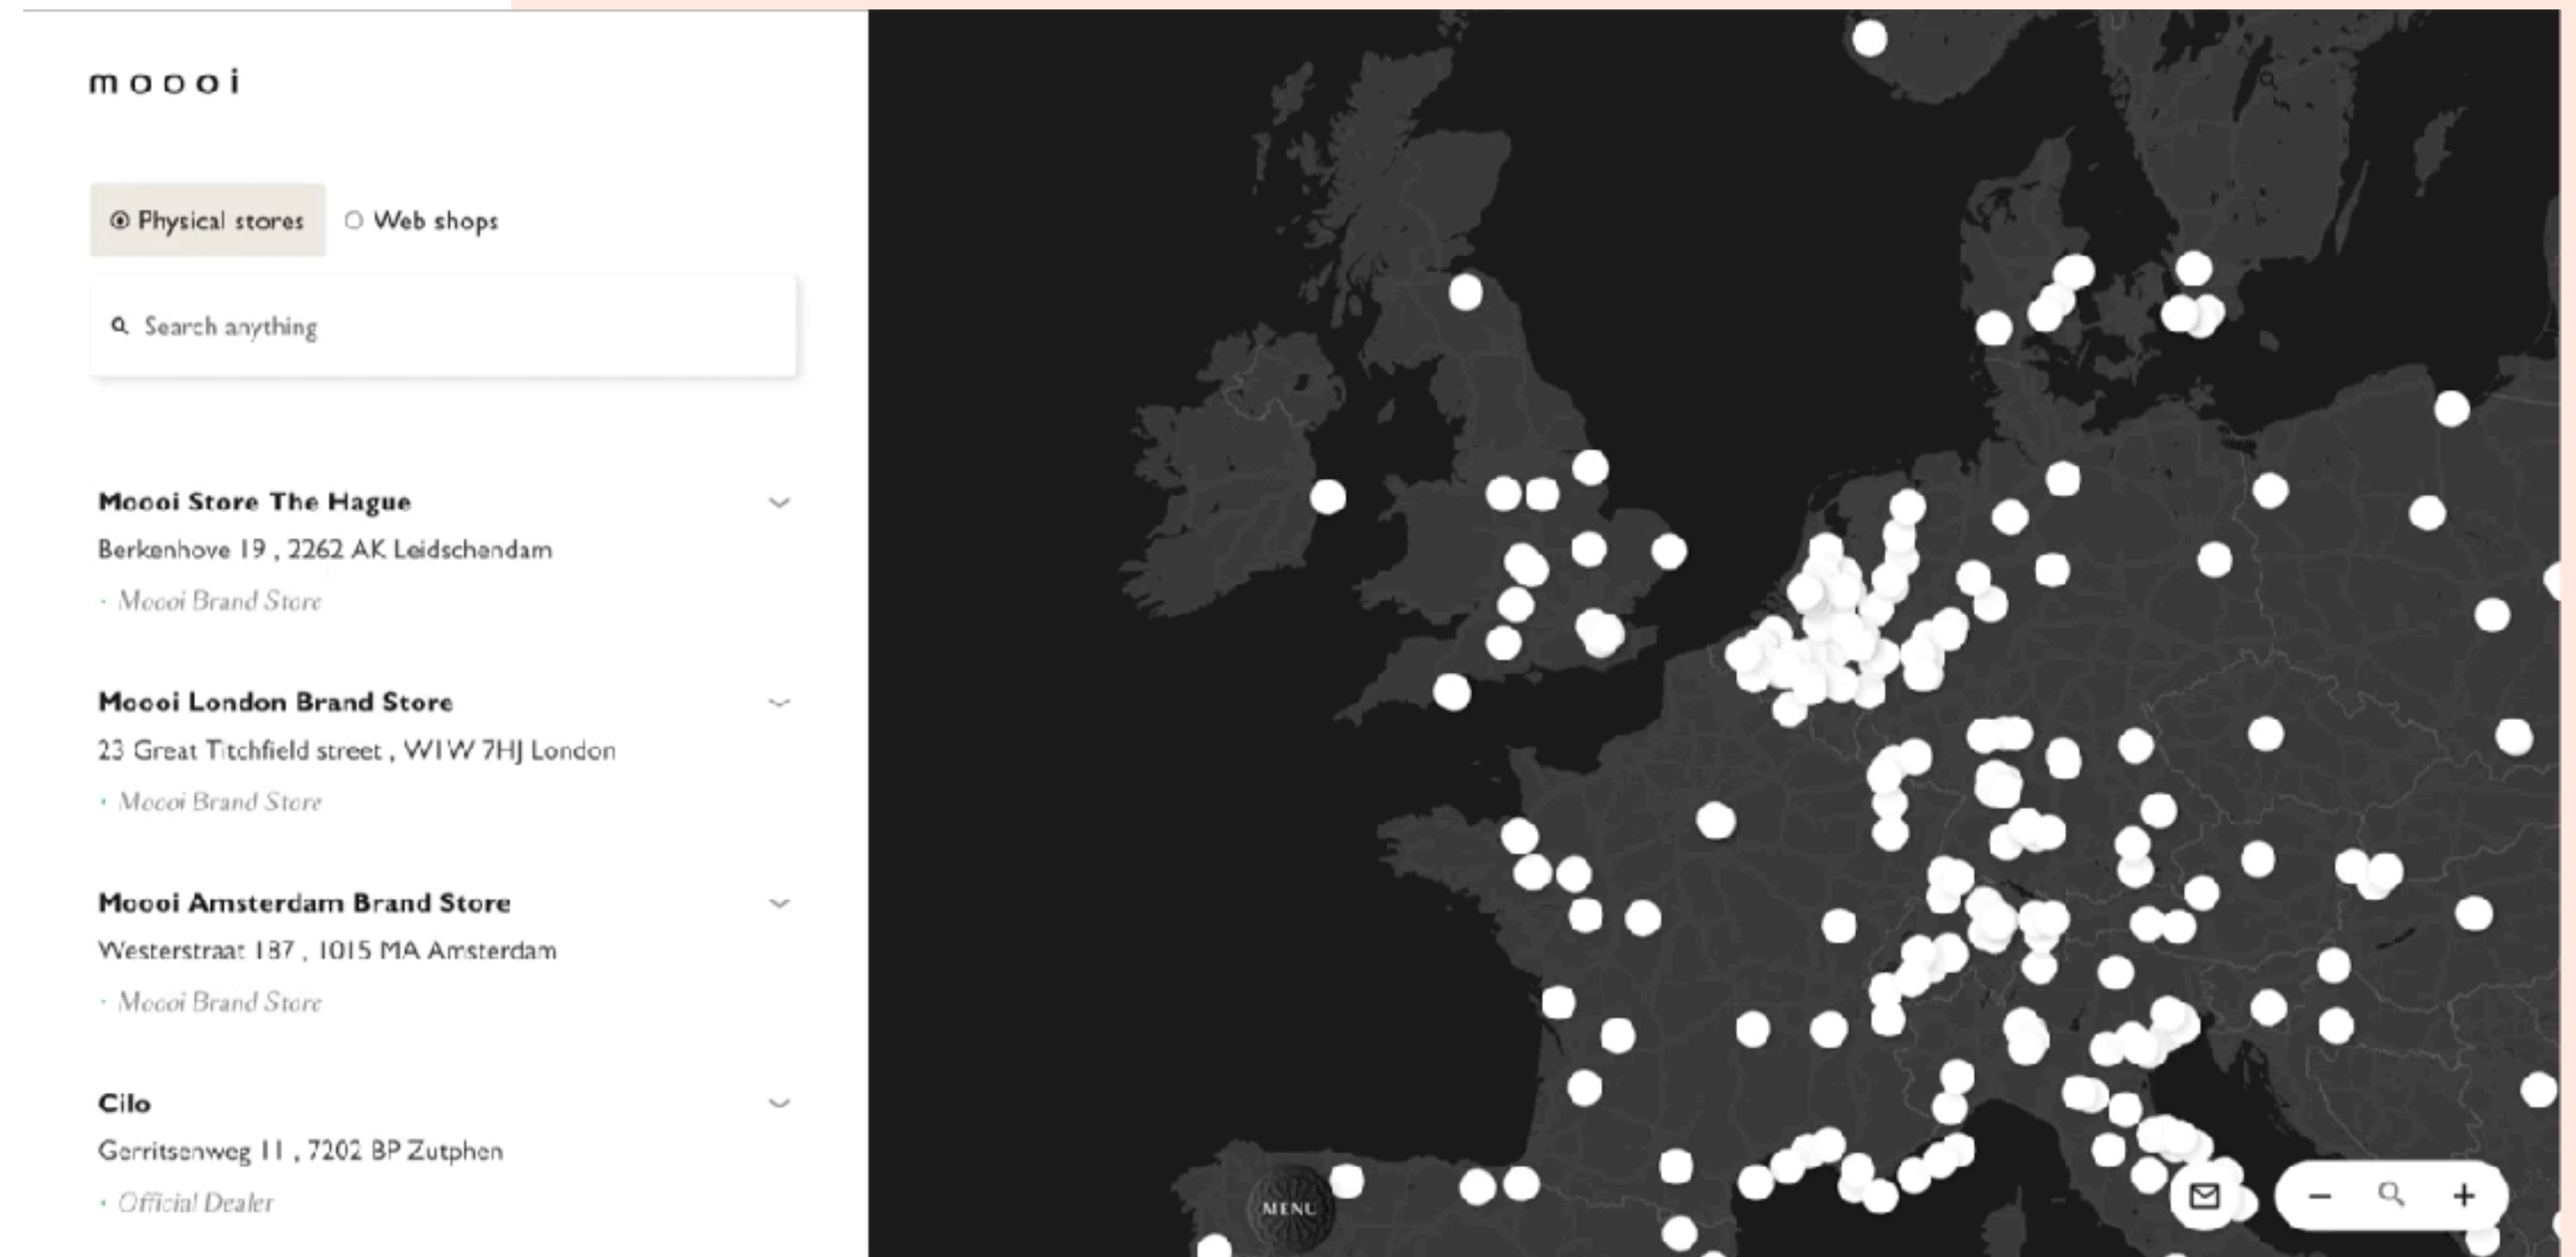 moooi
Physical stores
Web shops
Search anything
Moooi Store The Hague
Berkenhove 19 , 2262 AK Leidschendam
· Moooi Brand Store
Moooi London Brand Store
23 Great Titchfield street , W1W 7HJ London
· Moooi Brand Store
Moooi Amsterdam Brand Store
Westerstraat 187 , 1015 MA Amsterdam
· Moooi Brand Store
Cilo
Gerritsenweg 11 , 7202 BP Zutphen
· Official Dealer
MENU